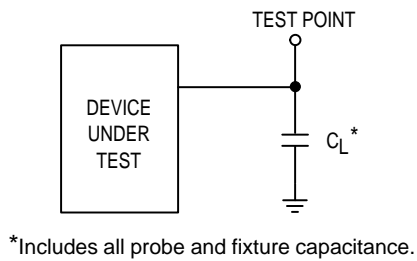 TEST POINT
DEVICE
UNDER
TEST
CL*
*Includes all probe and fixture capacitance.